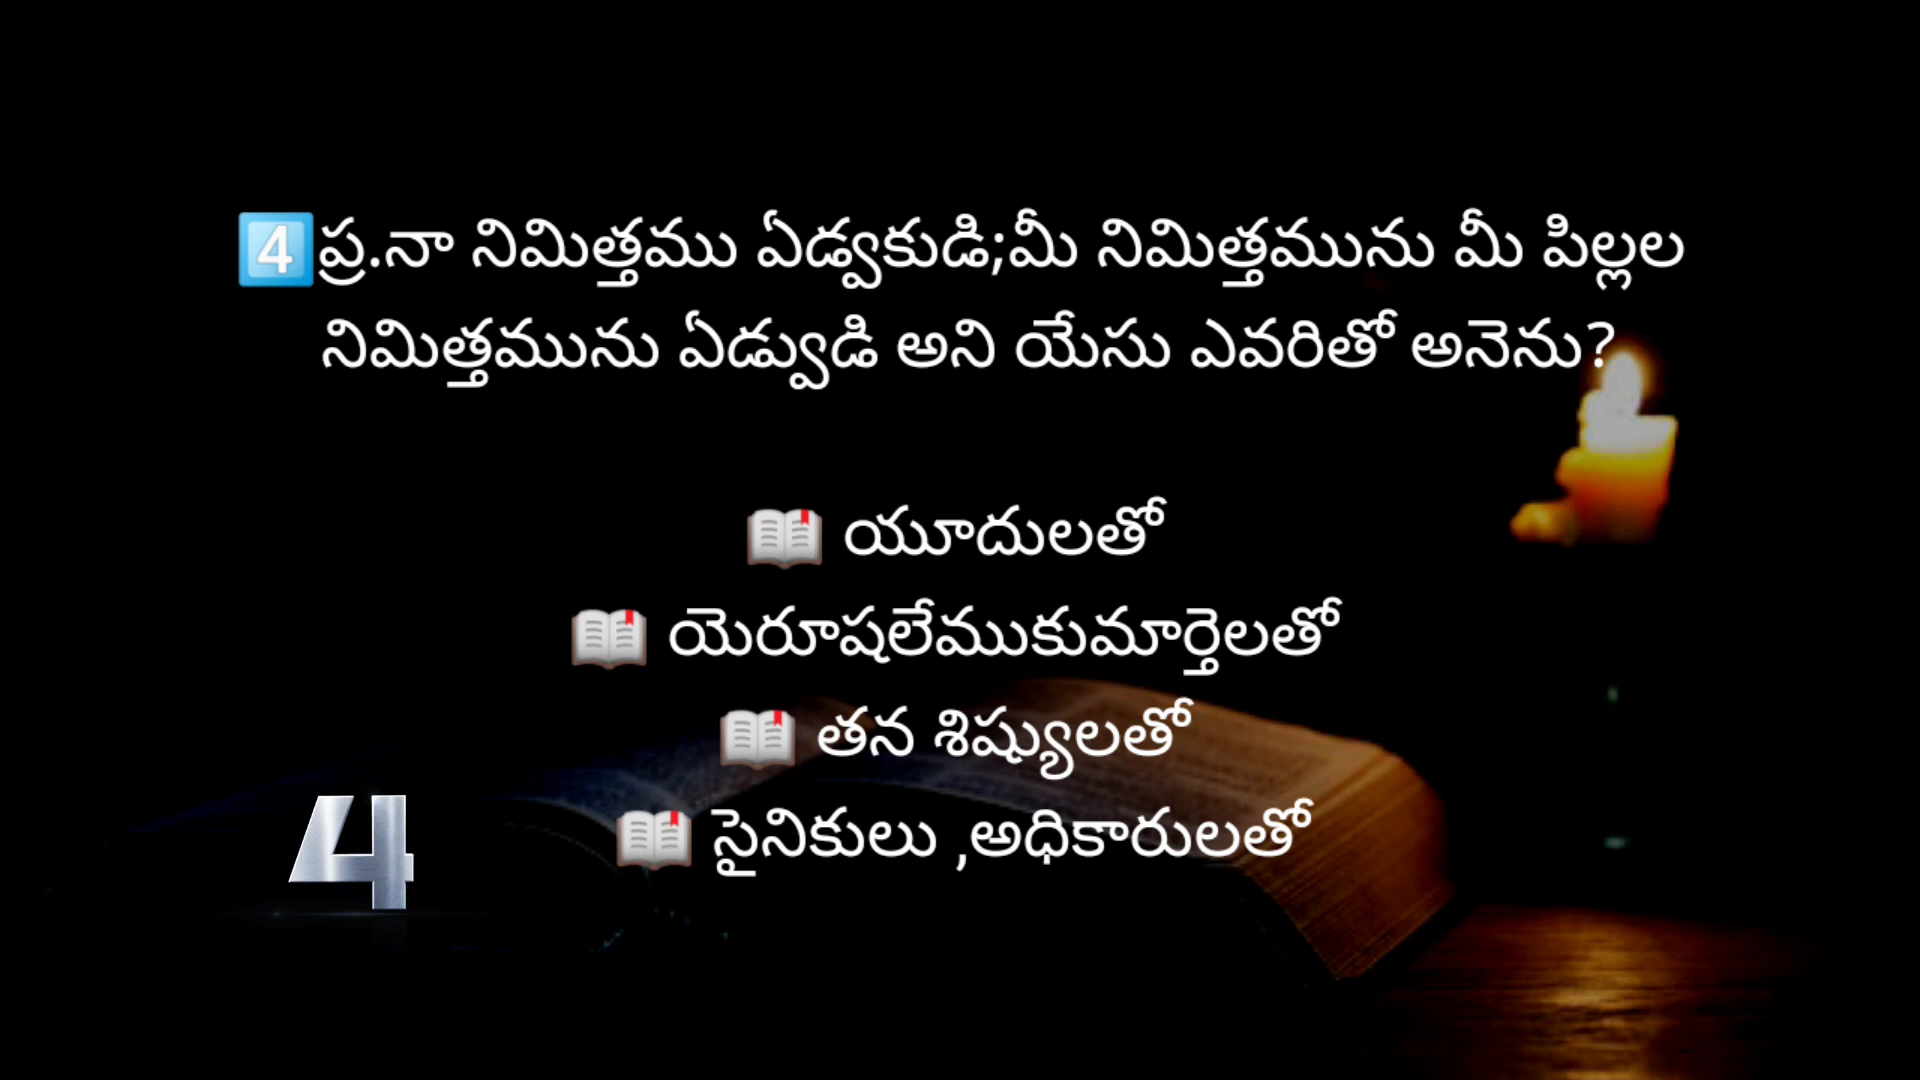 4️⃣ప్ర.నా నిమిత్తము ఏడ్వకుడి;మీ నిమిత్తమును మీ పిల్లల
నిమిత్తమును ఏడ్వుడి అని యేసు ఎవరితో అనెను?
📖 యూదులతో
📖 యెరూషలేముకుమార్తెలతో
📖 తన శిష్యులతో
📖 సైనికులు ,అధికారులతో
4